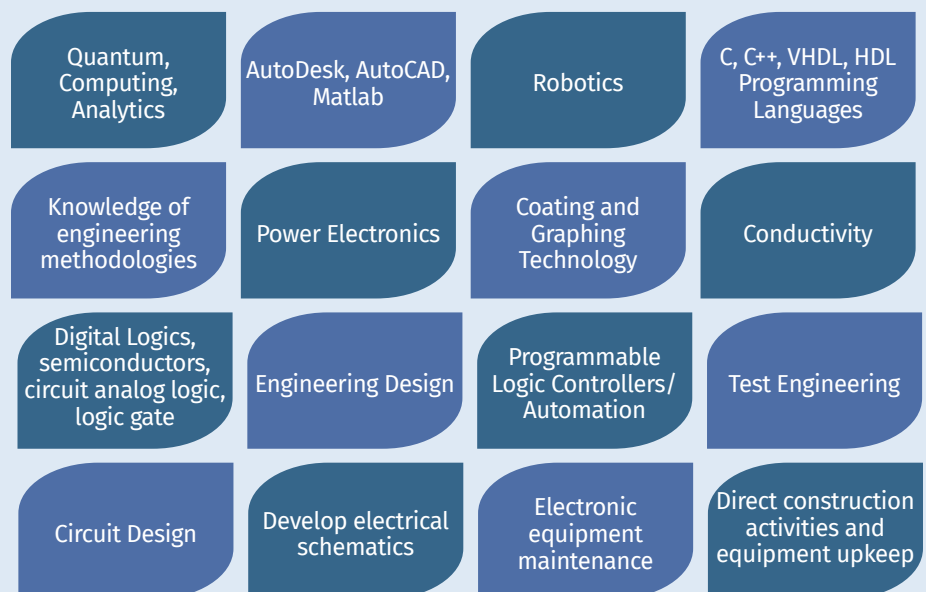 Quantum,
Computing,
Analytics
AutoDesk, AutoCAD,
Matlab
Robotics
C, C++, VHDL, HDL
Programming
Languages
Knowledge of
engineering
methodologies
Power Electronics
Coating and
Graphing
Technology
Conductivity
Digital Logics,
semiconductors,
circuit analog logic,
logic gate
Engineering Design
Programmable
Logic Controllers/
Automation
Test Engineering
Circuit Design
Develop electrical
schematics
Electronic
equipment
maintenance
Direct construction
activities and
equipment upkeep